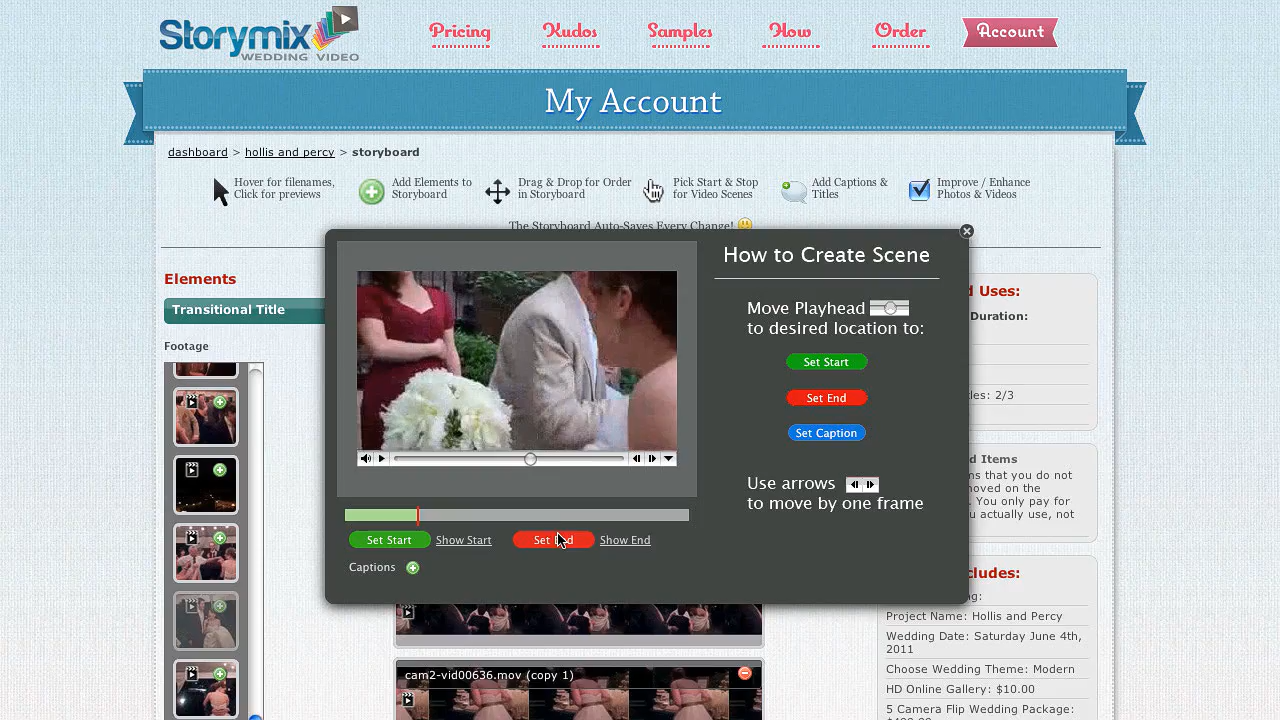 Storymix
WEDDING VIDEO
Pricing
Kudos
Samples
How
Order
Account
My Account
dashboard > hollis and percy > storyboard
Hover for filenames,
Click for previews
Add Elements to
Storyboard
Drag & Drop for Order
in Storyboard
Pick Start & Stop
for Video Scenes
Add Captions &
Titles
Improve / Enhance
Photos & Videos
The Storyboard Auto-Saves Every Change!
Elements
Transitional Title
Footage
How to Create Scene
Move Playhead
to desired location to:
Set Start
Set End
Set Caption
Use arrows
to move by one frame
Set Start
Show Start
Set End
Show End
Captions
cam2-vid00636.mov (copy 1)
d Uses:
Duration:
les: 2/3
d Items
ms that you do not
moved on the
. You only pay for
u actually use, not
cludes:
g:
Project Name: Hollis and Percy
Wedding Date: Saturday June 4th,
2011
Choose Wedding Theme: Modern
HD Online Gallery: $10.00
5 Camera Flip Wedding Package: